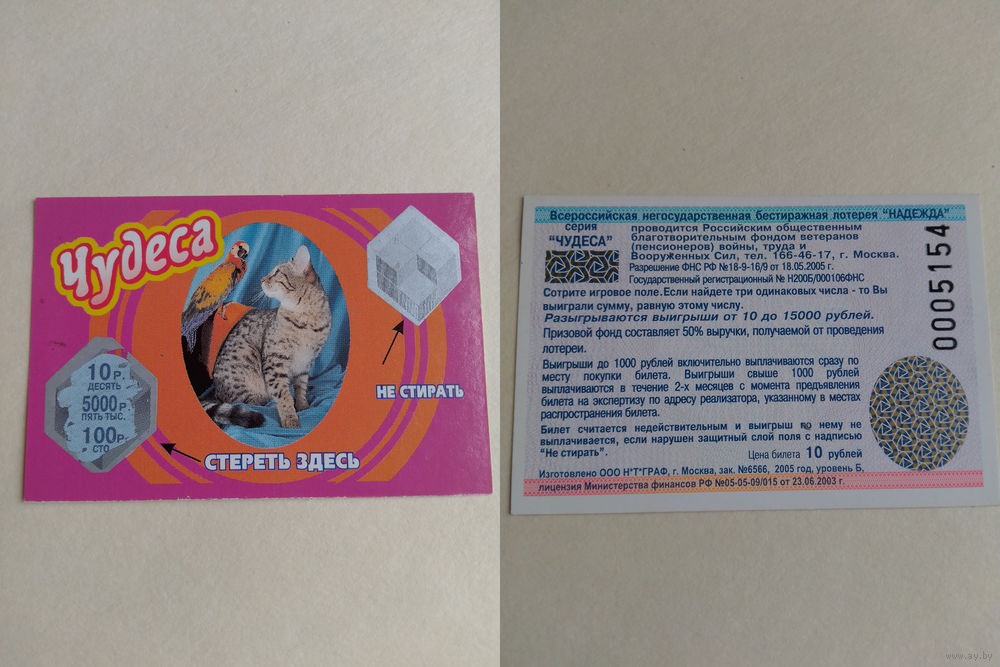 Чудеса
10 Р.
ДЕСЯТЬ
5000 Р.
ПЯТЬ ТЫС.
100 Р.
СТО
НЕ СТИРАТЬ
СТЕРЕТЬ ЗДЕСЬ
Всероссийская негосударственная бестиражная лотерея "НАДЕЖДА"
серия
"ЧУДЕСА"
проводится Российским общественным
благотворительным фондом ветеранов
(пенсионеров) войны, труда и
Вооруженных Сил, тел. 166-46-17, г. Москва.
Разрешение ФНС РФ №18-9-16/9 от 18.05.2005 г.
Государственный регистрационный № Н200Б/000106ФНС
Сотрите игровое поле.Если найдете три одинаковых числа - то Вы
выиграли сумму, равную этому числу.
Разыгрываются выигрыши от 10 до 15000 рублей.
Призовой фонд составляет 50% выручки, получаемой от проведения
лотереи.
Выигрыши до 1000 рублей включительно выплачиваются сразу по
месту покупки билета. Выигрыши свыше 1000 рублей
выплачиваются в течение 2-х месяцев с момента предъявления
билета на экспертизу по адресу реализатора, указанному в местах
распространения билета.
Билет считается недействительным и выигрыш по нему не
выплачивается, если нарушен защитный слой поля с надписью
"Не стирать".
Цена билета 10 рублей
Изготовлено ООО Н*Т*ГРАФ, г. Москва, зак. №6566, 2005 год, уровень Б,
лицензия Министерства финансов РФ №05-05-09/015 от 23.06.2003 г.
0005154
www.ay.by